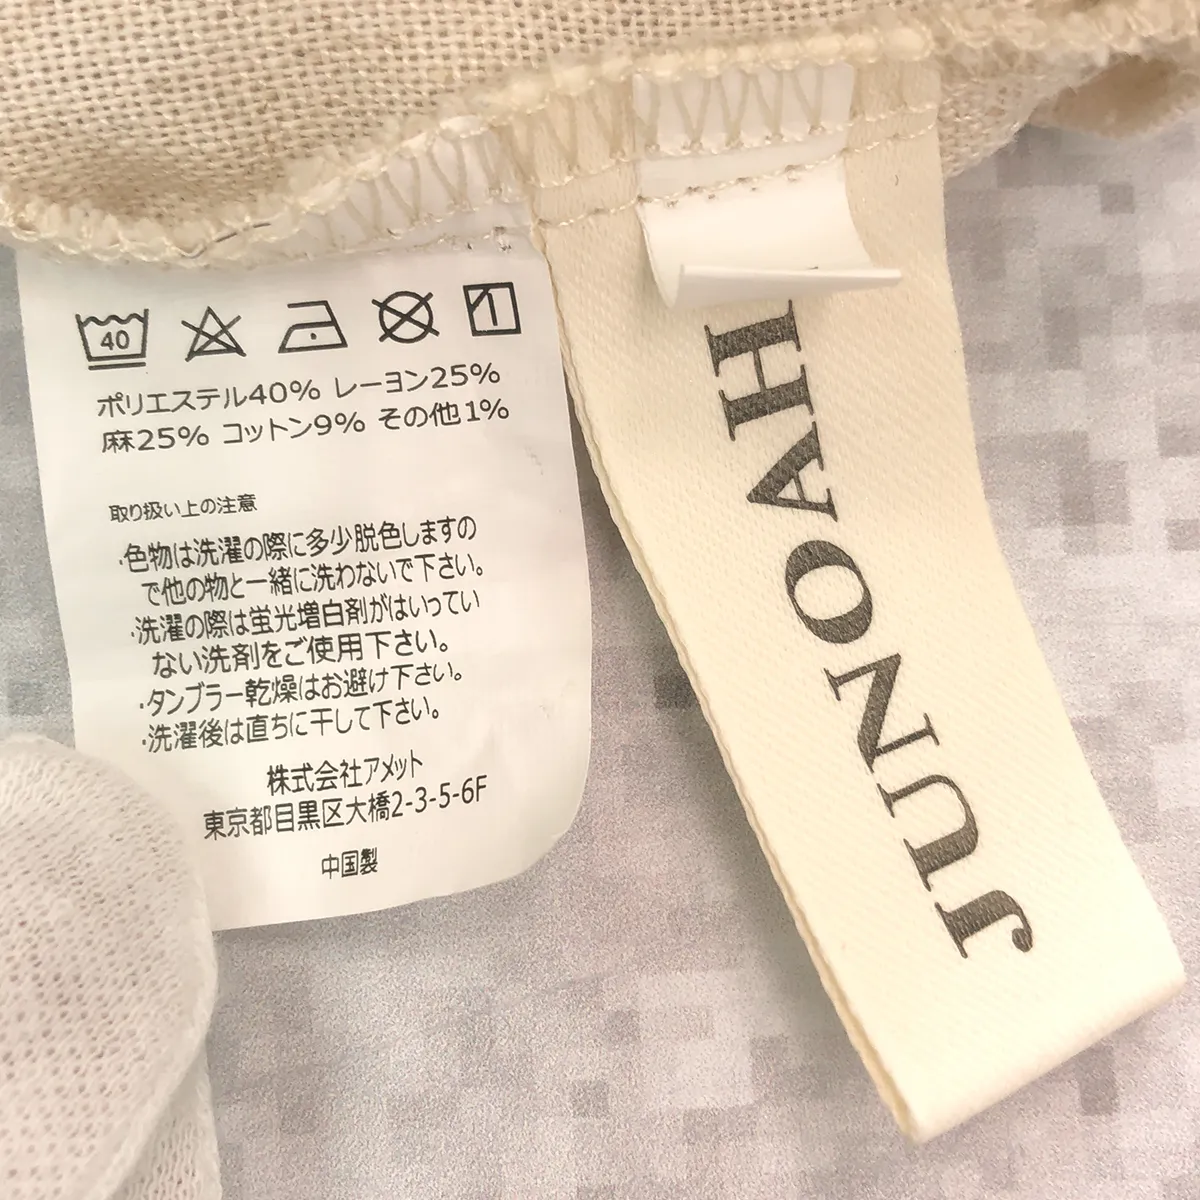 40
ポリエステル40% レーヨン25%
麻25% コットン9% その他1%
取り扱い上の注意
・色物は洗濯の際に多少脱色しますの
で他の物と一緒に洗わないで下さい。
・洗濯の際は蛍光増白剤がはいってい
ない洗剤をご使用下さい。
・タンブラー乾燥はお避け下さい。
・洗濯後は直ちに干して下さい。
株式会社アメット
東京都目黒区大橋2-3-5-6F
中国製
JUNOAH